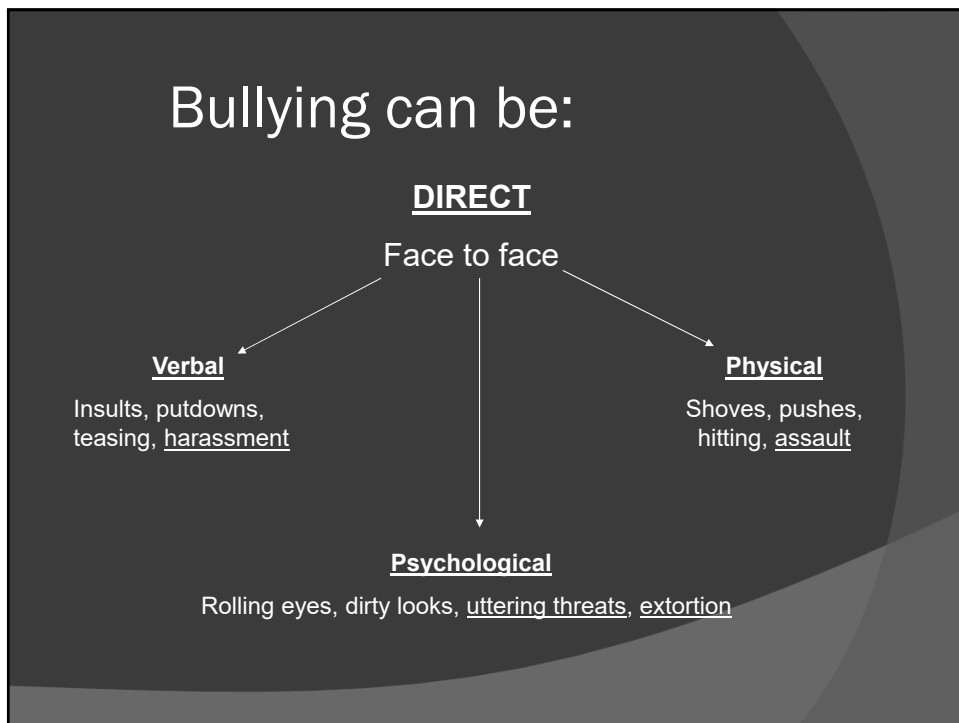 Bullying can be:
DIRECT
Face to face
Verbal
Insults, putdowns,
teasing, harassment
Physical
Shoves, pushes,
hitting, assault
Psychological
Rolling eyes, dirty looks, uttering threats, extortion